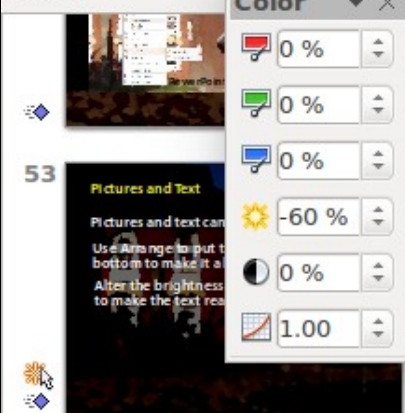 Color
0 %
0 %
0 %
-60 %
0 %
1.00
PowerPoint
53
Pictures and Text
Pictures and text can
Use Arrange to put t
bottom to make it al
Alter the brightness
to make the text rea